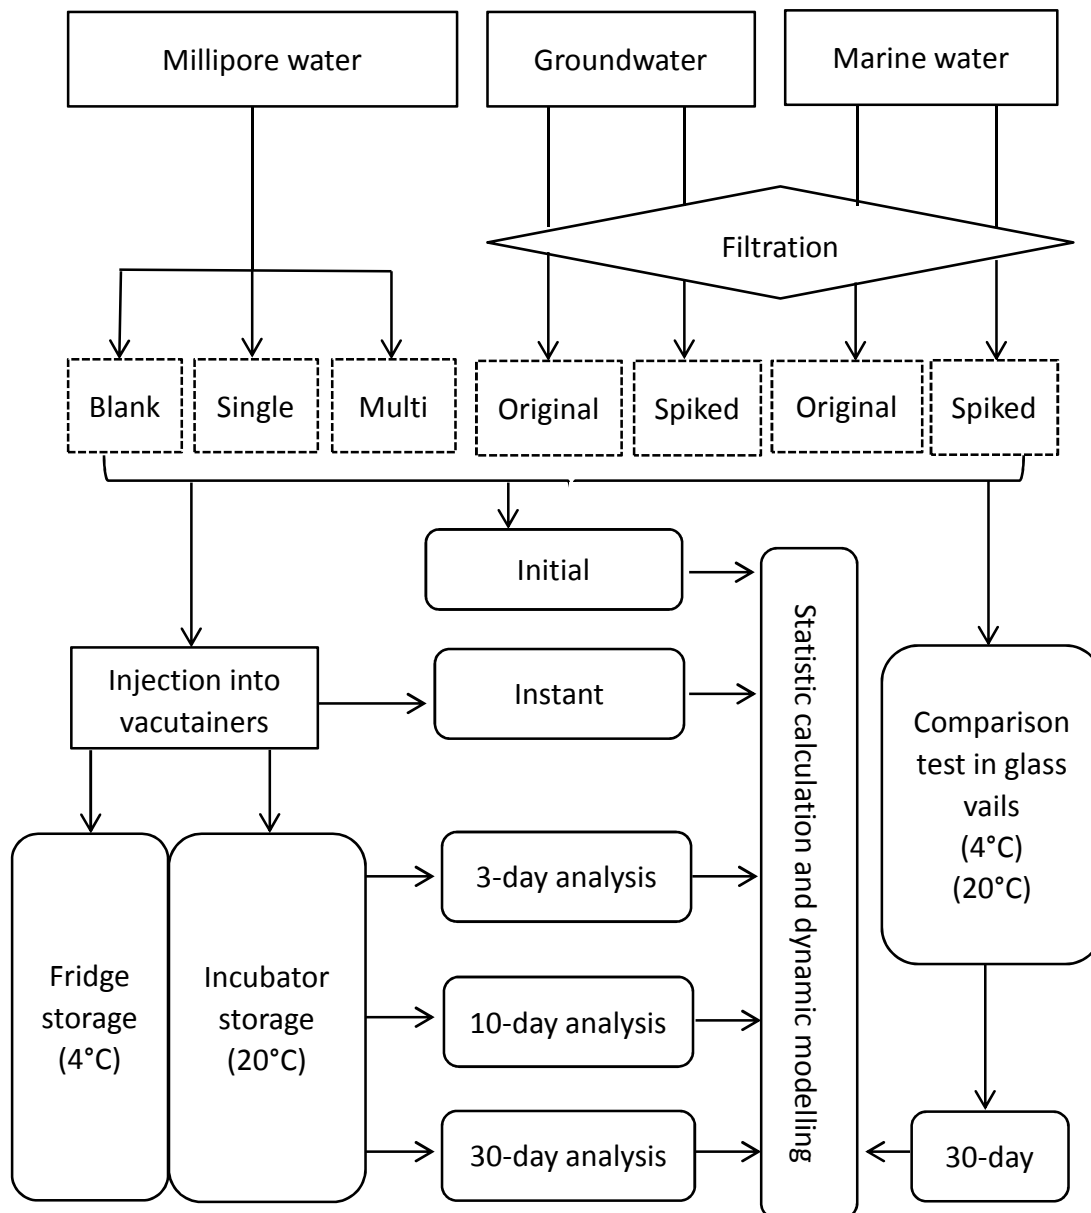 Millipore water
Groundwater
Marine water
Filtration
Blank
Single
Multi
Original
Spiked
Original
Spiked
Initial
Injection into
vacutainers
Instant
Statistic calculation and dynamic modelling
Comparison
test in glass
vails
(4°C)
(20°C)
Fridge
storage
(4°C)
Incubator
storage
(20°C)
3-day analysis
10-day analysis
30-day analysis
30-day